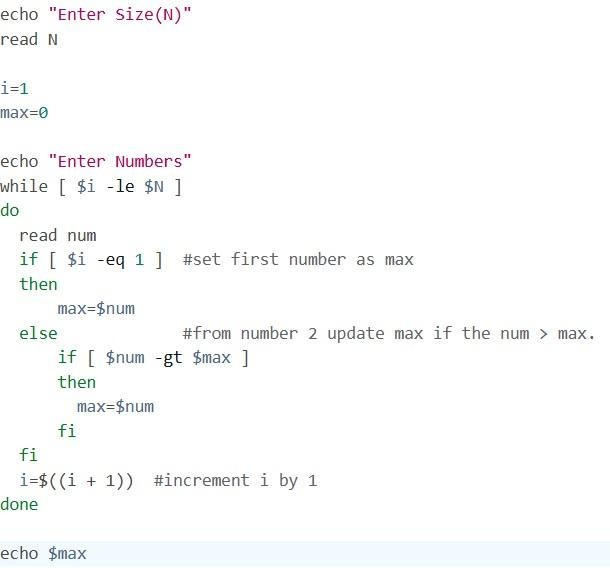 echo "Enter Size(N)"
read N
i=1
max=0
echo "Enter Numbers"
while [ $i -le $N ]
do
read num
if [ $i -eq 1 ]  #set first number as max
then
max=$num
else             #from number 2 update max if the num > max.
if [ $num -gt $max ]
then
max=$num
fi
fi
i=$((i + 1))  #increment i by 1
done
echo $max